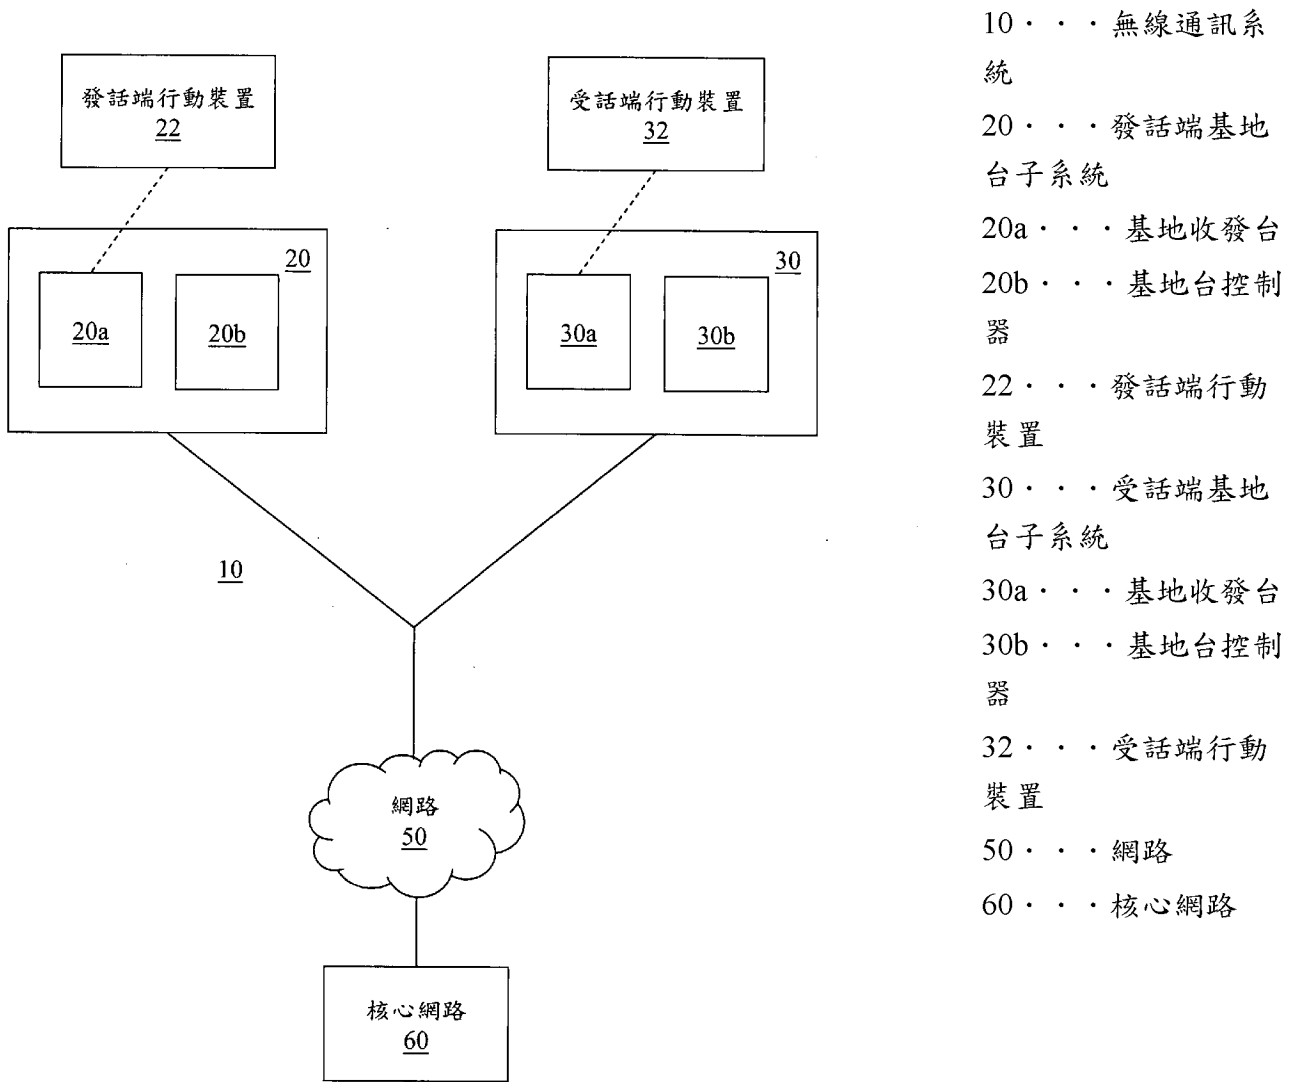 發話端行動裝置
22
受話端行動裝置
32
20
20a
20b
30
30a
30b
10
網路
50
核心網路
60
10···無線通訊系
統
20···發話端基地
台子系統
20a···基地收發台
20b···基地台控制
器
22···發話端行動
裝置
30···受話端基地
台子系統
30a···基地收發台
30b···基地台控制
器
32···受話端行動
裝置
50···網路
60···核心網路